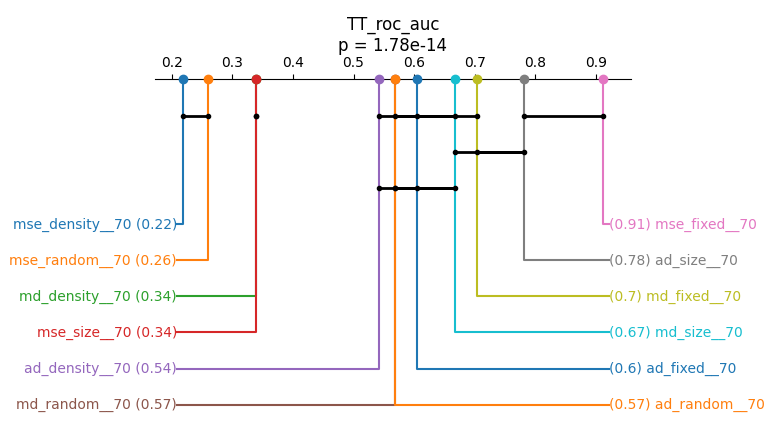 TT_roc_auc
p = 1.78e-14
0.2 0.3 0.4 0.5 0.6 0.7 0.8 0.9
mse_density__70 (0.22) (0.91) mse_fixed__70
mse_random__70 (0.26) (0.78) ad_size__70
md_density__70 (0.34) (0.7) md_fixed__70
mse_size__70 (0.34) (0.67) md_size__70
ad_density__70 (0.54) (0.6) ad_fixed__70
md_random__70 (0.57) (0.57) ad_random__70